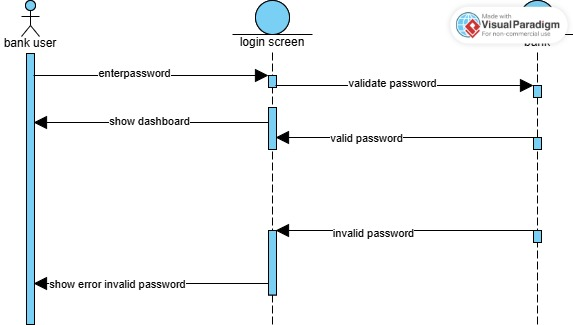 Made with
Visual Paradigm
For non-commercial use
bank user
login screen
bank
enterpassword
validate password
show dashboard
valid password
invalid password
show error invalid password